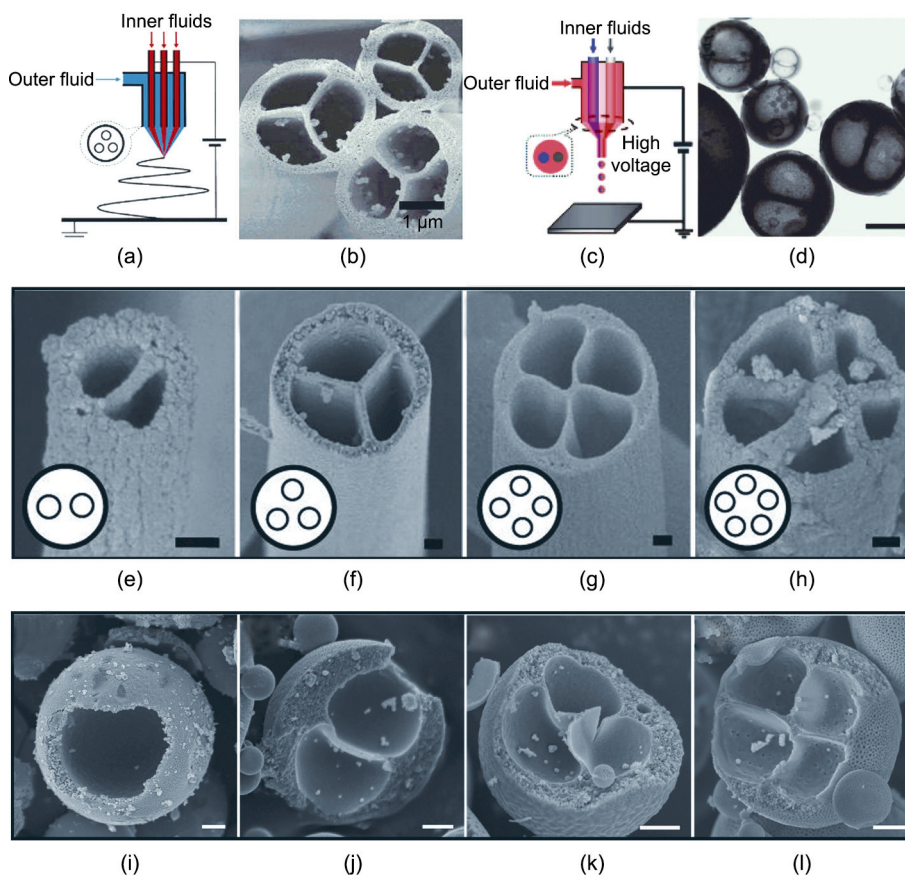 Inner fluids
Outer fluid
(a)
1 μm
(b)
Inner fluids
Outer fluid
High
voltage
(c)
(d)
(e)
(f)
(g)
(h)
(i)
(j)
(k)
(l)